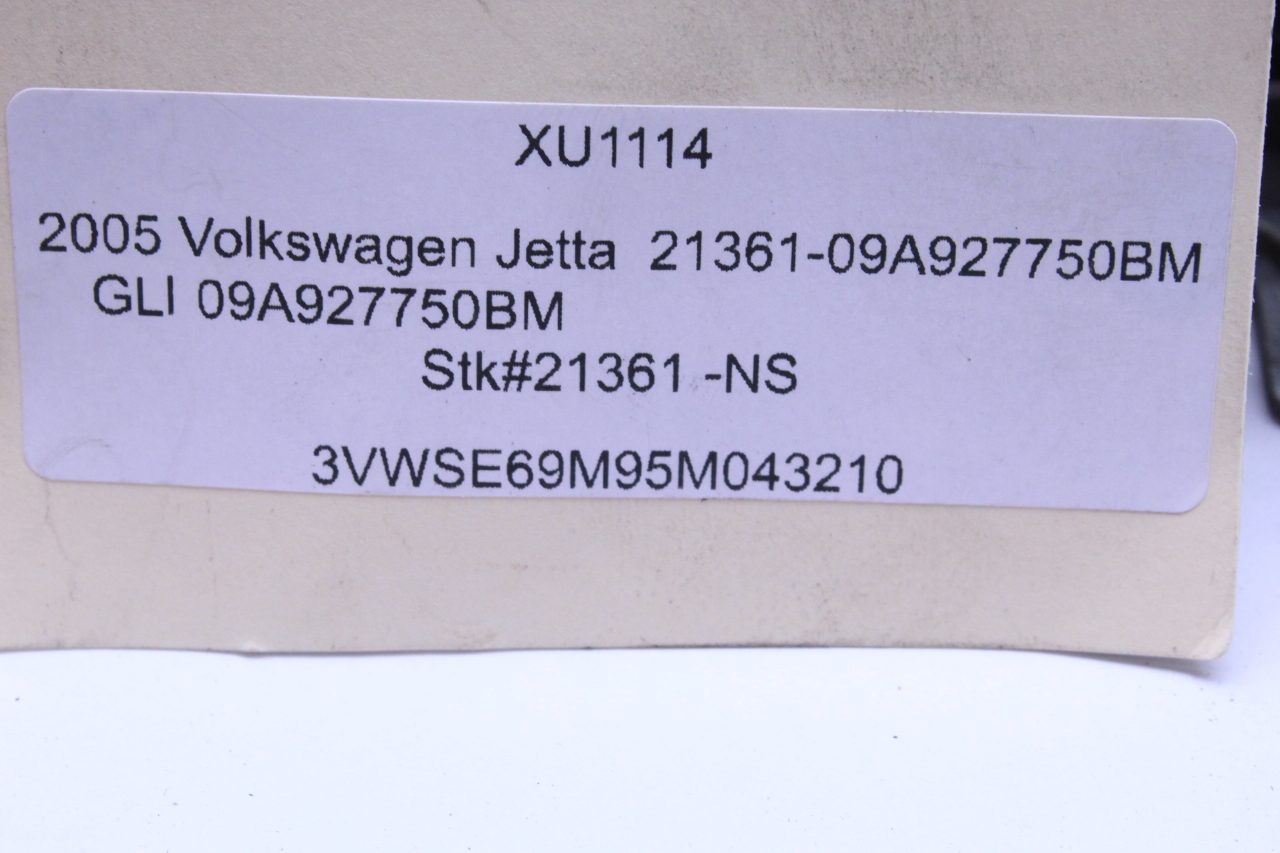 XU1114
2005 Volkswagen Jetta 21361-09A927750BM
GLI 09A927750BM
Stk#21361 -NS
3VWSE69M95M043210